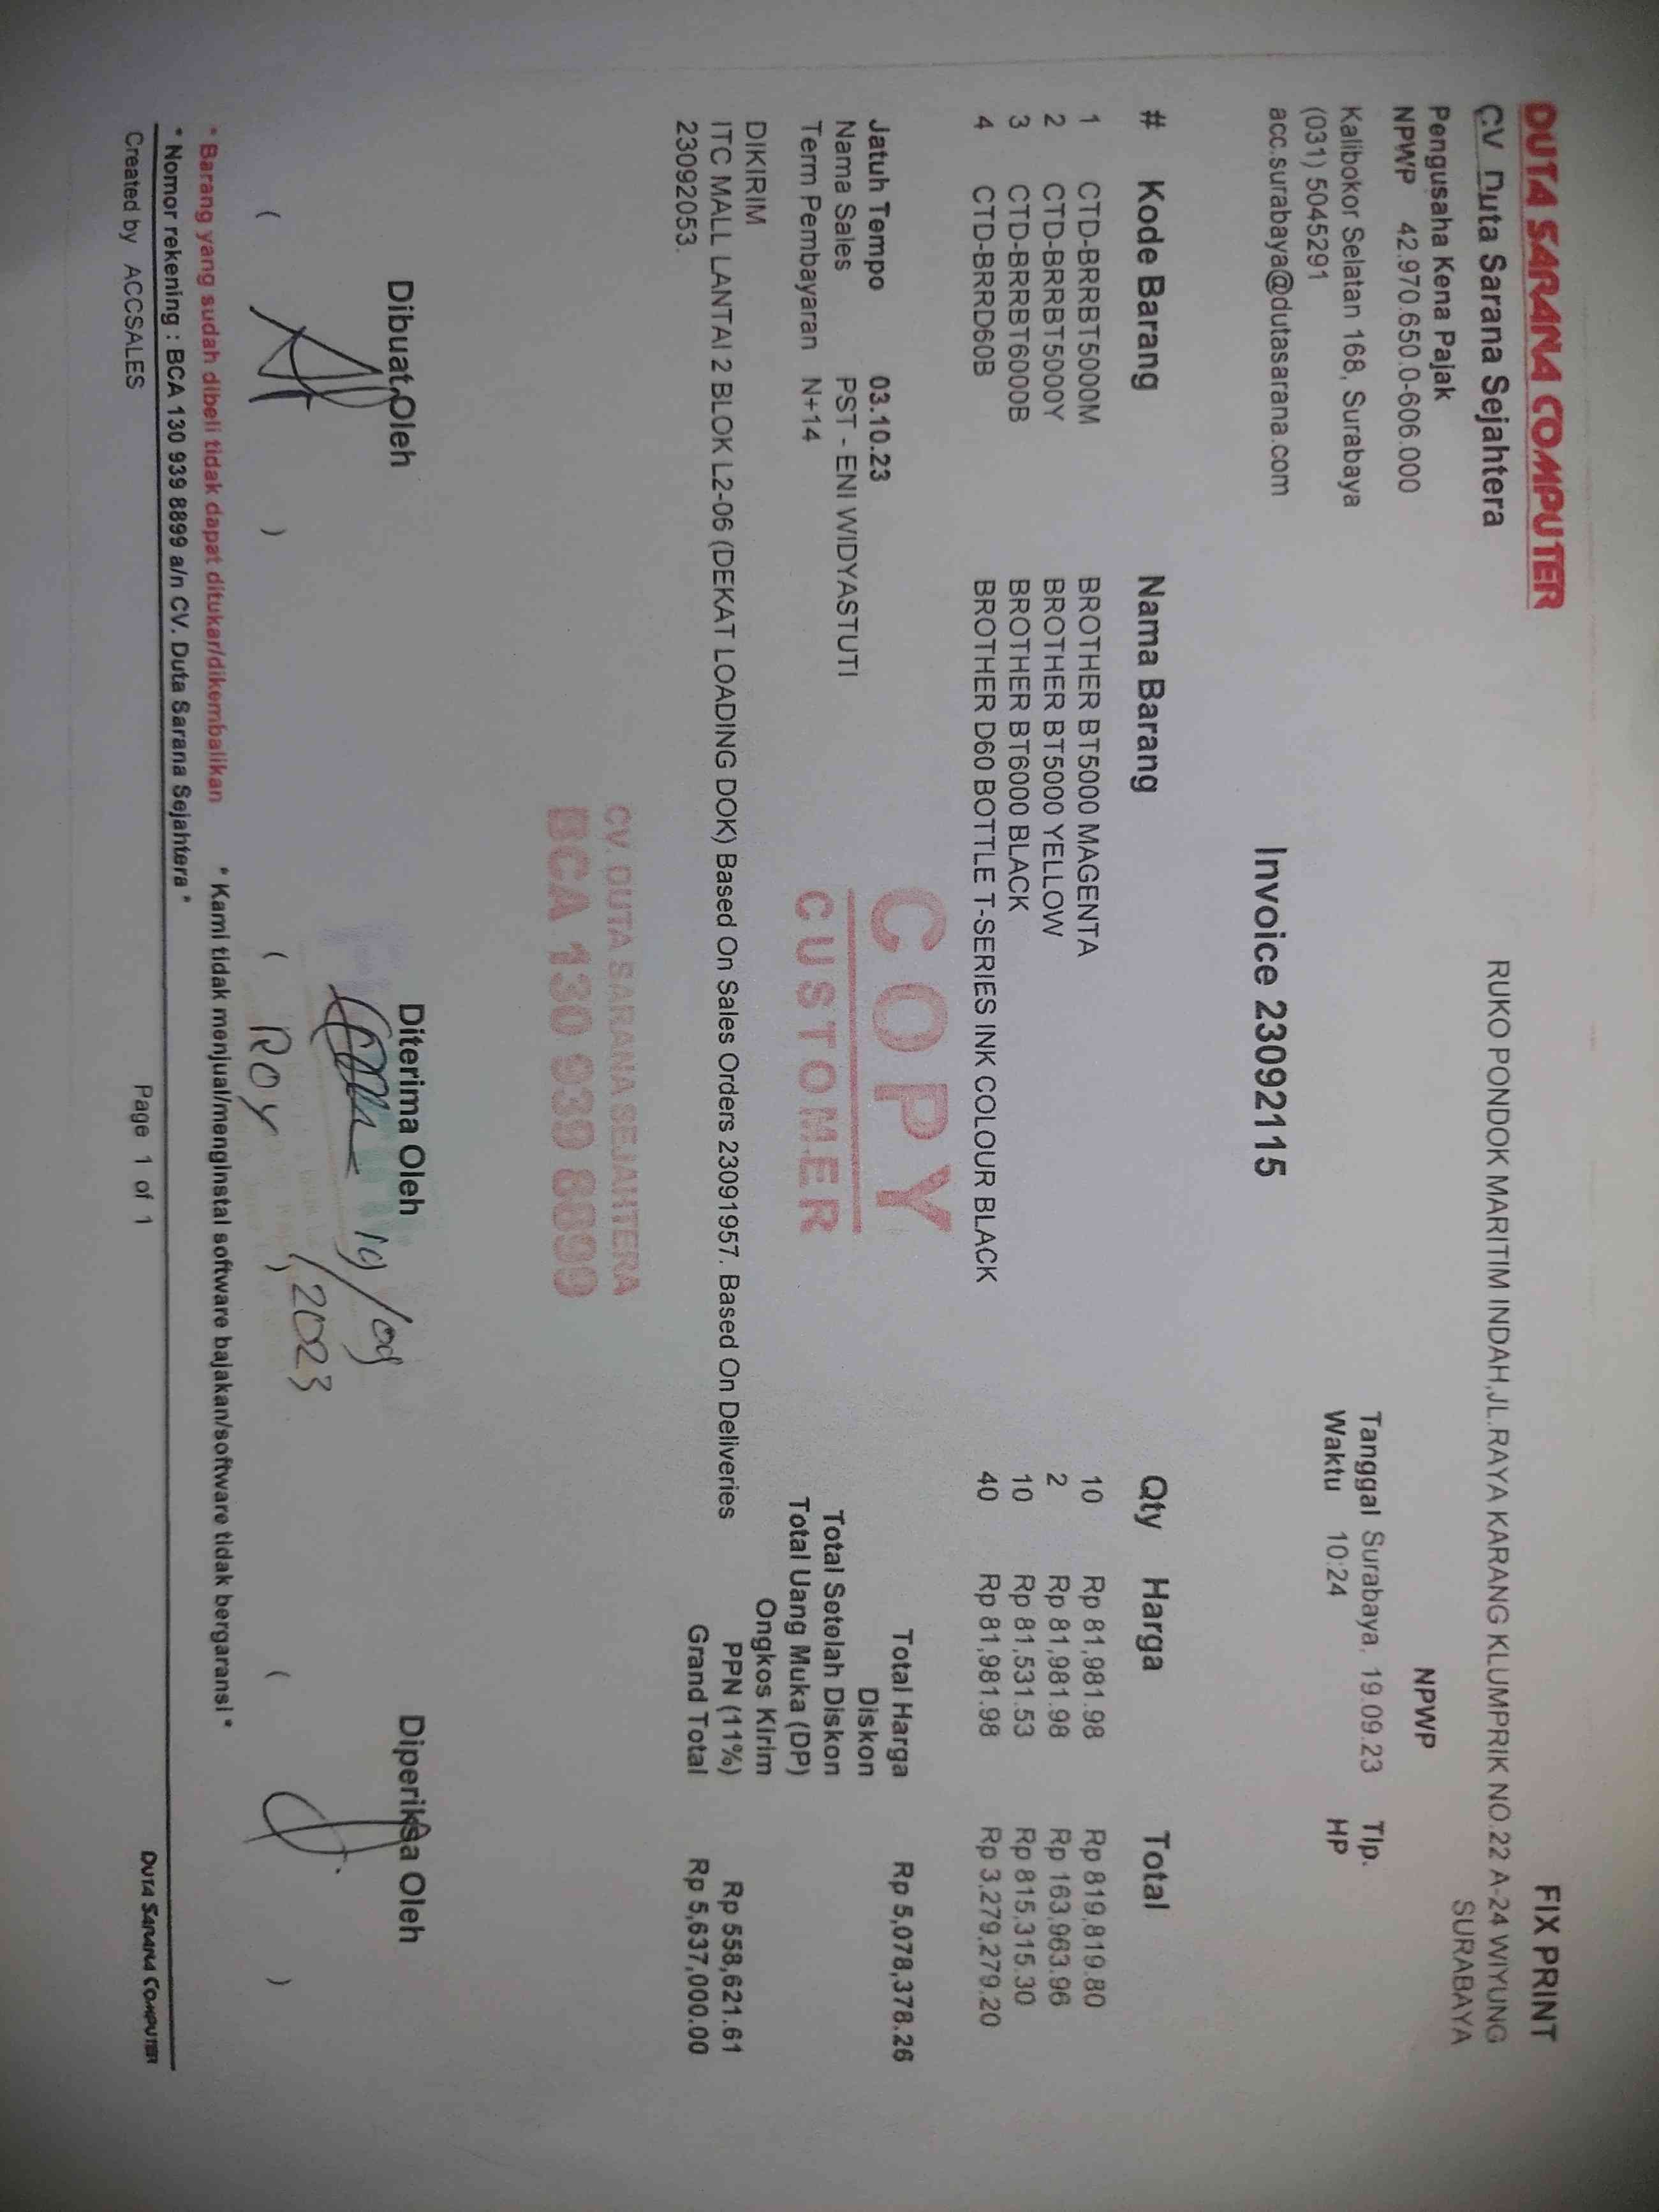 DUTA SARANA COMPUTER
CV Duta Sarana Sejahtera
Pengusaha Kena Pajak
NPWP 42.970.650.0-606.000
Kalibokor Selatan 168, Surabaya
(031) 5045291
acc.surabaya@dutasarana.com
FIX PRINT
RUKO PONDOK MARITIM INDAH,JL.RAYA KARANG KLUMPRIK NO.22 A-24 WIYUNG
SURABAYA
NPWP
Tanggal Surabaya, 19.09.23 Tlp.
Waktu 10:24 HP
Invoice 23092115
# Kode Barang Nama Barang Qty Harga Total
1 CTD-BRRBT5000M BROTHER BT5000 MAGENTA 10 Rp 81,981.98 Rp 819,819.80
2 CTD-BRRBT5000Y BROTHER BT5000 YELLOW 2 Rp 81,981.98 Rp 163,963.96
3 CTD-BRRBT6000B BROTHER BT6000 BLACK 10 Rp 81,531.53 Rp 815,315.30
4 CTD-BRRD60B BROTHER D60 BOTTLE T-SERIES INK COLOUR BLACK 40 Rp 81,981.98 Rp 3,279,279.20
Jatuh Tempo 03.10.23
Nama Sales PST - ENI WIDYASTUTI
Term Pembayaran N+14
COPY
CUSTOMER
Total Harga Rp 5,078,378.26
Diskon
Total Setelah Diskon
Total Uang Muka (DP)
Ongkos Kirim
PPN (11%) Rp 558,621.61
Grand Total Rp 5,637,000.00
DIKIRIM
ITC MALL LANTAI 2 BLOK L2-06 (DEKAT LOADING DOK) Based On Sales Orders 23091957. Based On Deliveries
23092053.
CV DUTA SARANA SEJAHTERA
BCA 130 939 8899
Dibuat Oleh Diterima Oleh Diperiksa Oleh
19/09
/2023
( ) ( ROY ( )
* Barang yang sudah dibeli tidak dapat ditukar/dikembalikan * Kami tidak menjual/menginstal software bajakan/software tidak bergaransi *
* Nomor rekening : BCA 130 939 8899 a/n CV. Duta Sarana Sejahtera *
Created by ACCSALES Page 1 of 1 DUTA SARANA COMPUTER